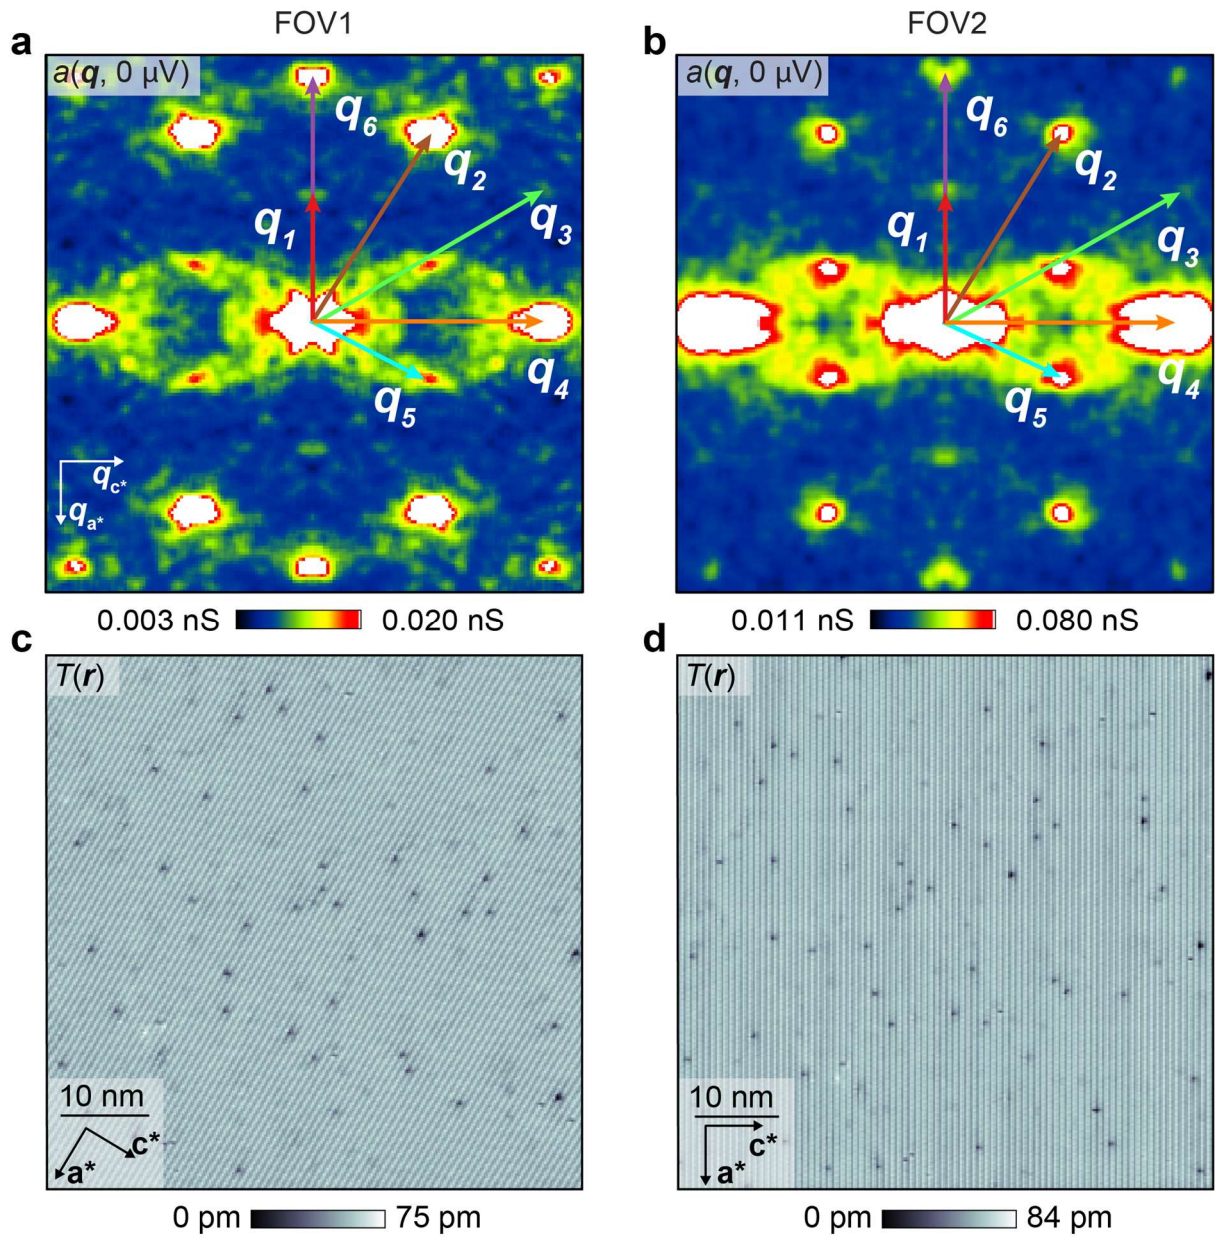 FOV1
FOV2
a
b
a(q, 0 µV)
a(q, 0 µV)
q6
q6
q2
q2
q1
q3
q1
q3
q4
q4
q5
q5
qc*
qa*
0.003 nS
0.020 nS
0.011 nS
0.080 nS
c
d
T(r)
T(r)
10 nm
10 nm
c*
c*
a*
a*
0 pm
75 pm
0 pm
84 pm